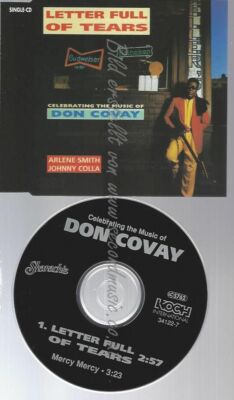 SINGLE-CD
LETTER FULL
OF TEARS
Budweiser
CELEBRATING THE MUSIC OF
DON COVAY
ARLENE SMITH
JOHNNY COLLA
Celebrating the Music of
DON COVAY
Shanachie
KOCH
INTERNATIONAL
34122-7
1. LETTER FULL
OF TEARS 2:57
Mercy Mercy • 3:23